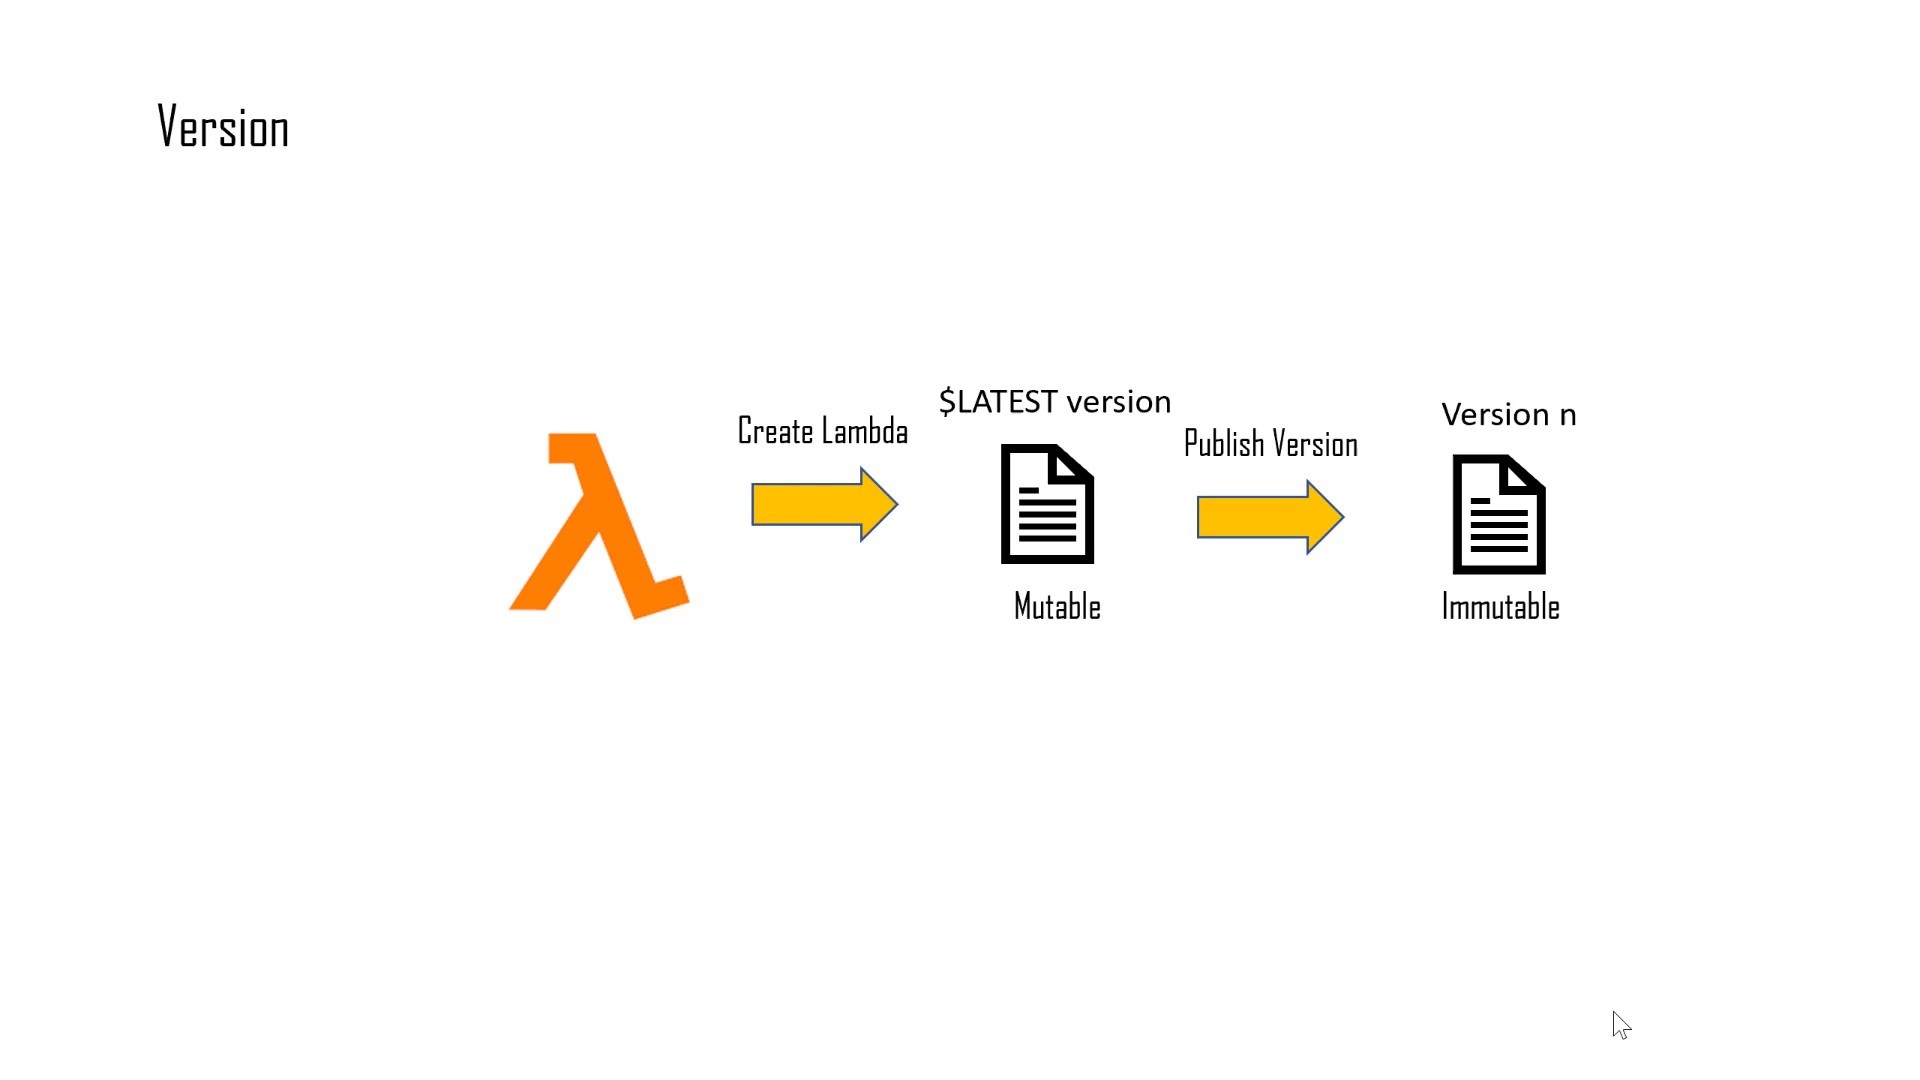 Version
Create Lambda
$LATEST version
Mutable
Publish Version
Version n
Immutable